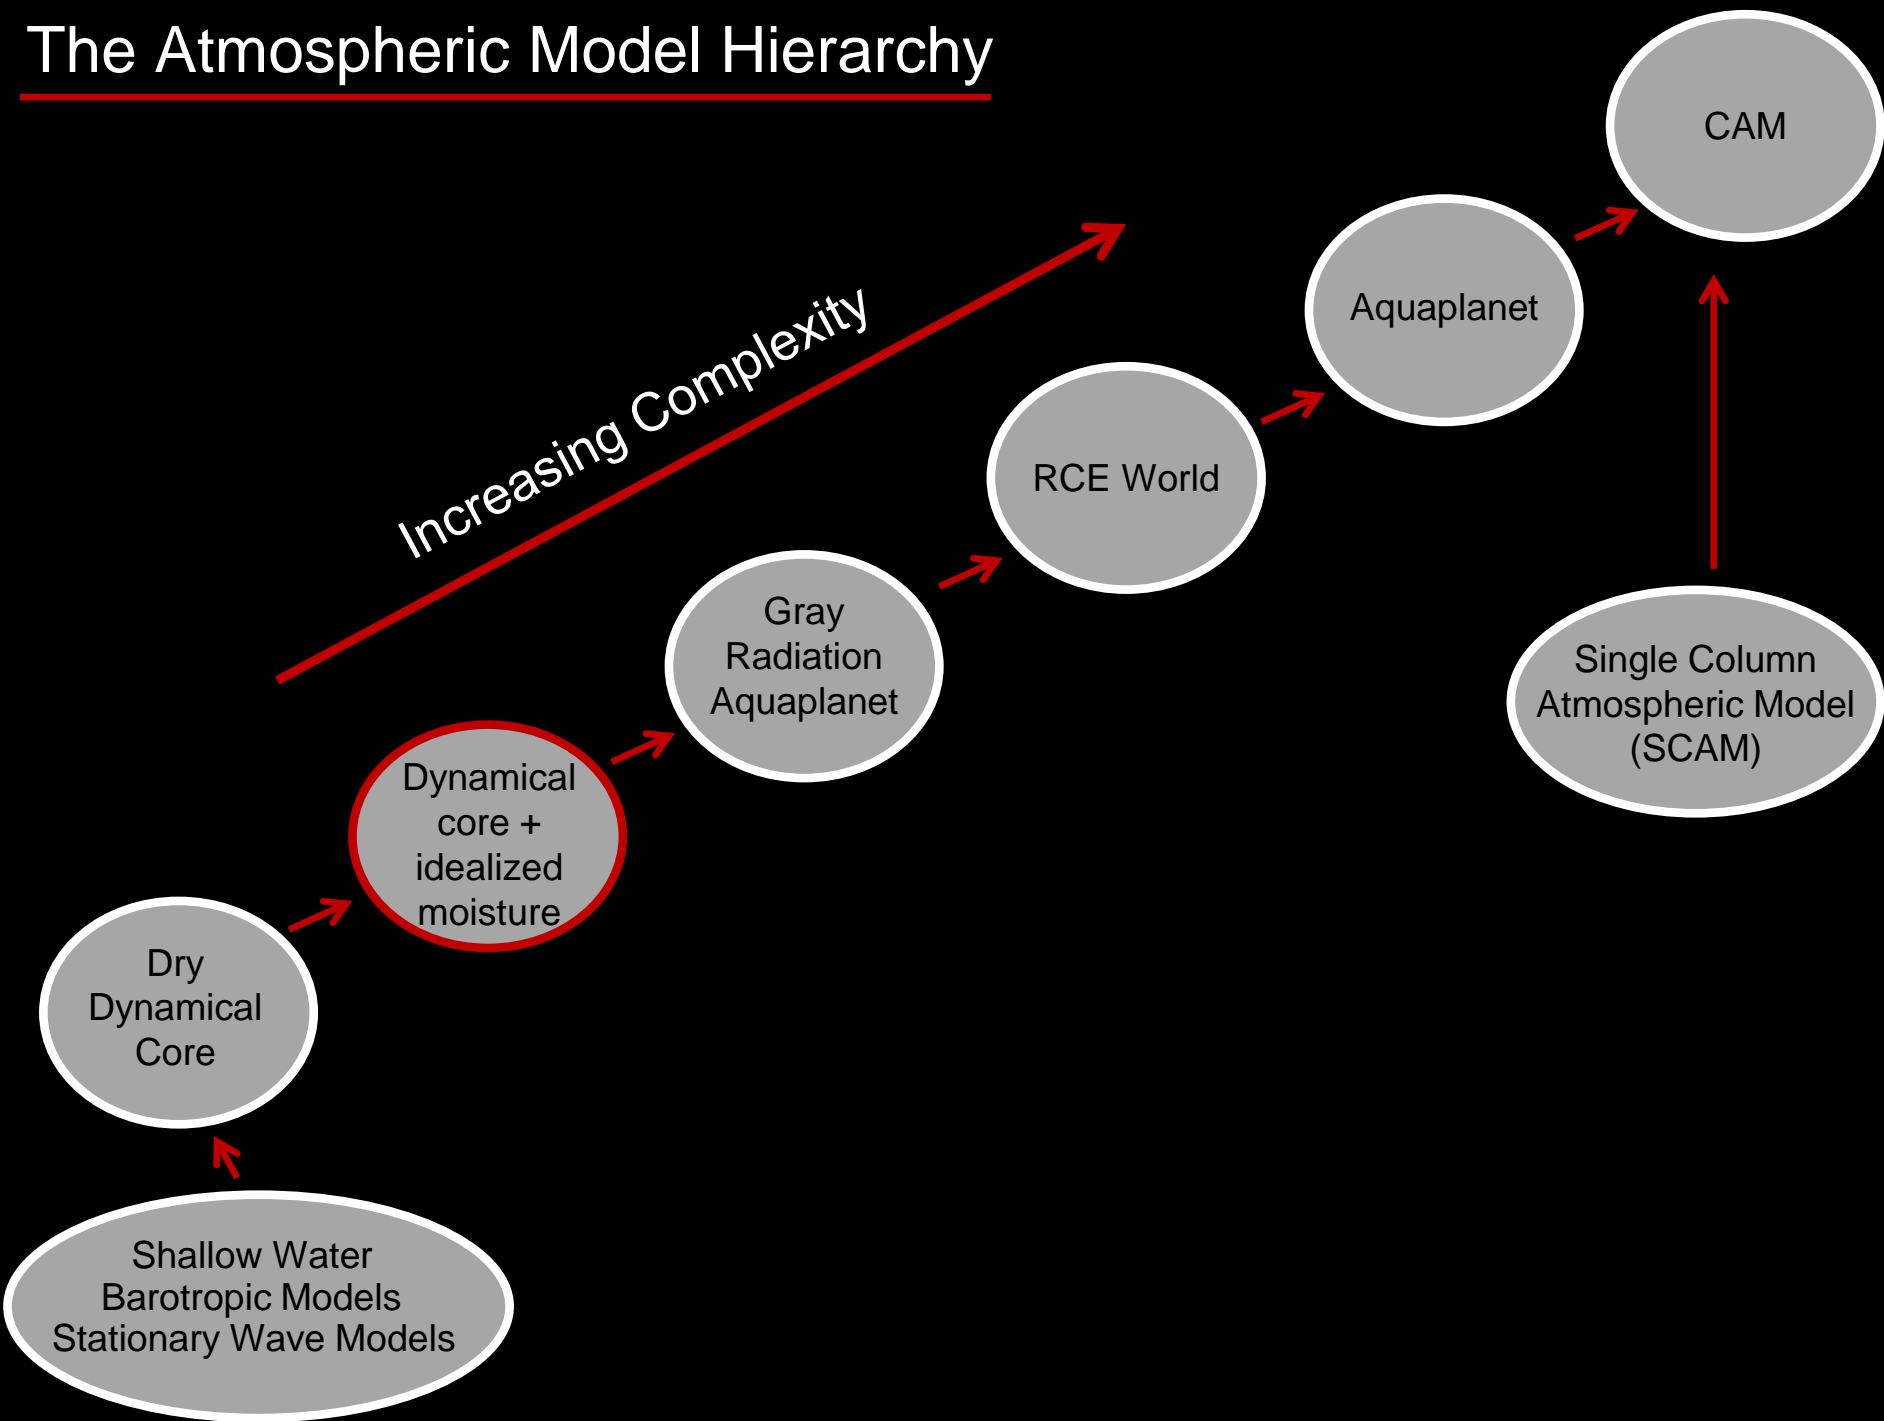 The Atmospheric Model Hierarchy
CAM
Aquaplanet
Increasing Complexity
RCE World
Gray
Radiation
Aquaplanet
Single Column
Atmospheric Model
(SCAM)
Dynamical
core +
idealized
moisture
Dry
Dynamical
Core
Shallow Water
Barotropic Models
Stationary Wave Models